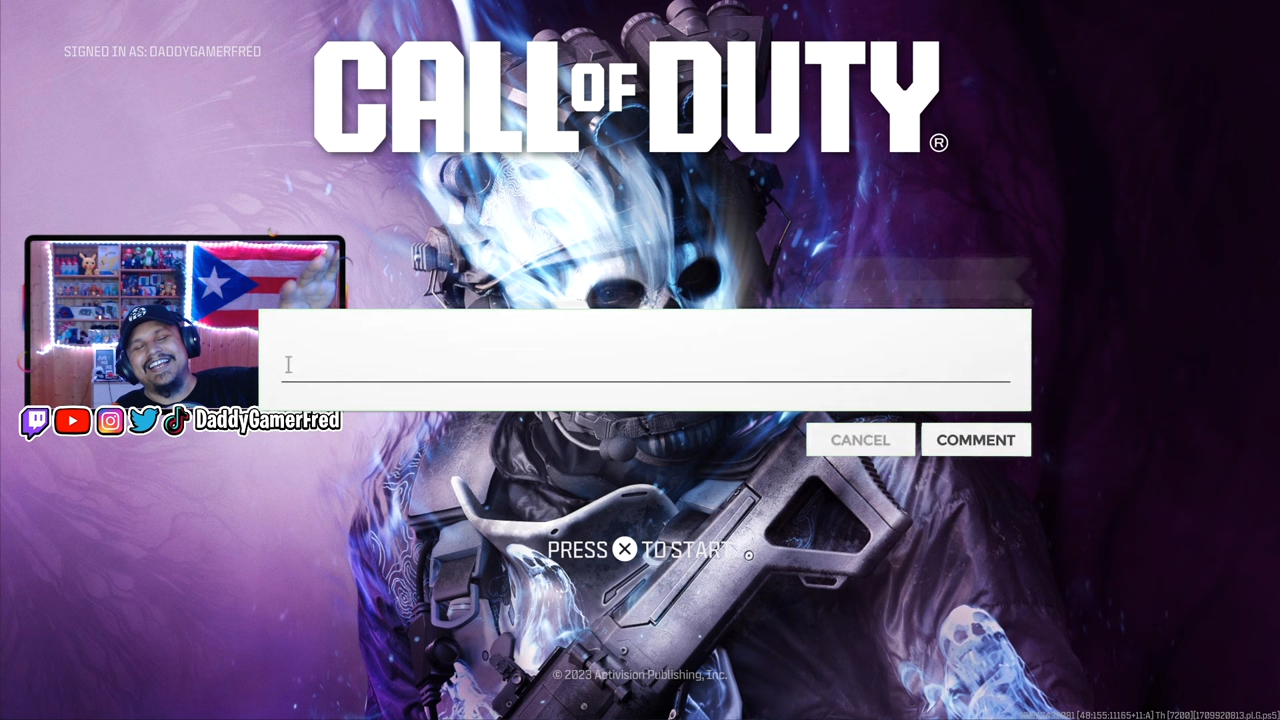 SIGNED IN AS: DADDYGAMERFRED
CALL OF DUTY®
DaddyGamerFred
CANCEL
COMMENT
PRESS ⓧ TO START
© 2023 Activision Publishing, Inc.